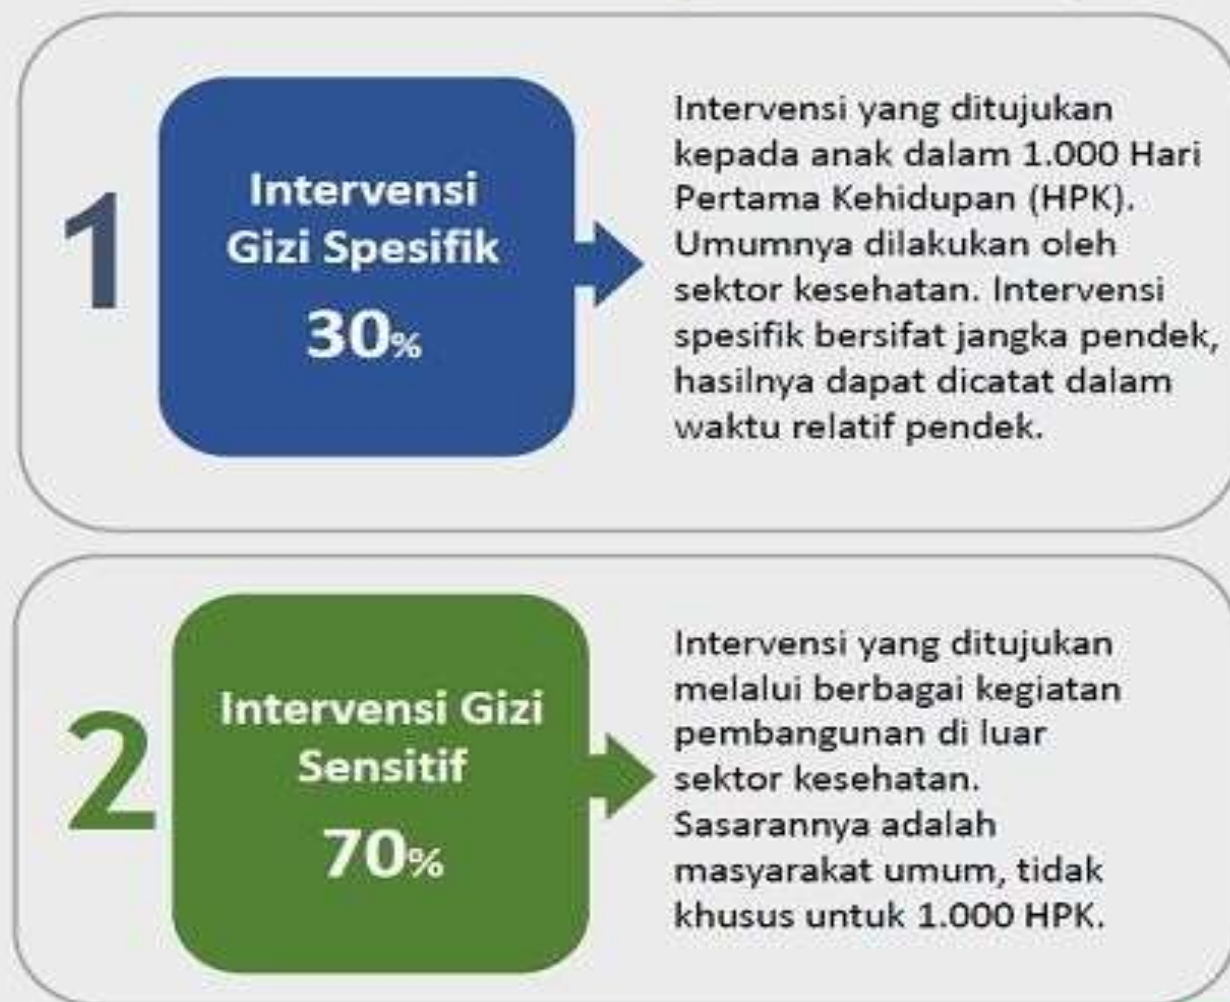 1
Intervensi
Gizi Spesifik
30%
Intervensi yang ditujukan
kepada anak dalam 1.000 Hari
Pertama Kehidupan (HPK).
Umumnya dilakukan oleh
sektor kesehatan. Intervensi
spesifik bersifat jangka pendek,
hasilnya dapat dicatat dalam
waktu relatif pendek.
2
Intervensi Gizi
Sensitif
70%
Intervensi yang ditujukan
melalui berbagai kegiatan
pembangunan di luar
sektor kesehatan.
Sasarannya adalah
masyarakat umum, tidak
khusus untuk 1.000 HPK.